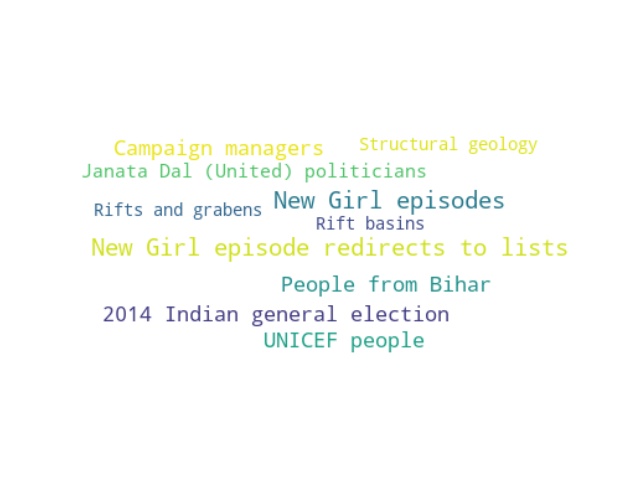 Campaign managers
Structural geology
Janata Dal (United) politicians
New Girl episodes
Rifts and grabens
Rift basins
New Girl episode redirects to lists
People from Bihar
2014 Indian general election
UNICEF people